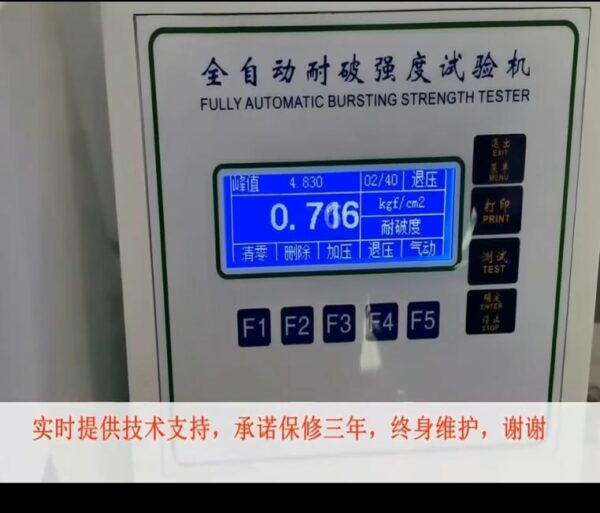 全自动耐破强度试验机
FULLY AUTOMATIC BURSTING STRENGTH TESTER
峰值 4.830 02/40 退压
kgf/cm2
耐破度
清零 删除 加压 退压 气动
退出
EXIT
菜单
MENU
打印
PRINT
测试
TEST
确定
ENTER
停止
STOP
F1 F2 F3 F4 F5
实时提供技术支持，承诺保修三年，终身维护，谢谢